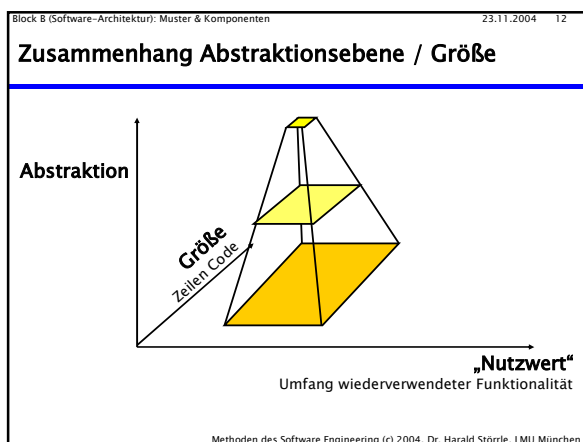 Block B (Software-Architektur): Muster & Komponenten 23.11.2004 12
Zusammenhang Abstraktionsebene / Größe
Abstraktion
Größe
Zeilen Code
„Nutzwert“
Umfang wiederverwendeter Funktionalität
Methoden des Software Engineering (c) 2004, Dr. Harald Störrle, LMU München